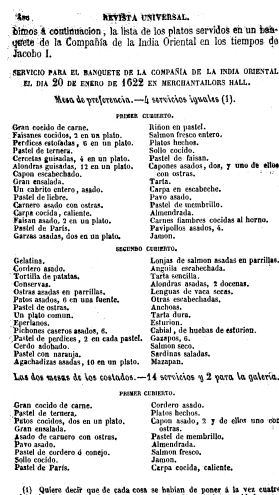 REVISTA UNIVERSAL.
Dimos á continuacion, la lista de los platos servidos en un ban-
quete de la Compañía de la India Oriental en los tiempos de
Jacobo I.
SERVICIO PARA EL BANQUETE DE LA COMPAÑIA DE LA INDIA ORIENTAL
EL DIA 20 DE ENERO DE 1622 EN MERCHANTAILORS HALL.
Mesa de preferencia.—4 servicios iguales (1).
PRIMER CUBIERTO.
Gran cocido de carne.
Faisanes cocidos, 2 en un plato.
Perdices estofadas, 6 en un plato.
Pastel de ternera.
Cercetas guisadas, 4 en un plato.
Alondras guisadas, 12 en un plato.
Capon escabechado.
Gran ensalada.
Un cabrito entero, asado.
Pastel de liebre.
Carnero asado con ostras.
Carpa cocida, caliente.
Faisan asado, 2 en un plato.
Pastel de París.
Garzas asadas, dos en un plato.
Riñon en pastel.
Salmon fresco entero.
Platos hechos.
Sollo cocido.
Pastel de faisan.
Capones asados, dos, y uno de ellos
con ostras.
Tarta.
Carpa en escabeche.
Pavo asado.
Pastel de membrillo.
Almendrada.
Carnes fiambres cocidas al horno.
Pavipollos asados, 4.
Jamon.
SEGUNDO CUBIERTO.
Gelatina.
Cordero asado.
Tortilla de patatas.
Conservas.
Ostras asadas en parrillas.
Patos asados, 6 en una fuente.
Pastel de ostras.
Un plato comun.
Eperlanos.
Pichones caseros asados, 6.
Pastel de perdices, 2 en cada pastel.
Cerdo adobado.
Pastel con naranja.
Agachadizas asadas, 10 en un plato.
Lonjas de salmon asadas en parrillas.
Anguila escabechada.
Tarta sencilla.
Alondras asadas, 2 docenas.
Lenguas de vaca secas.
Otras escabechadas,
Anchoas.
Tarta dura.
Esturion.
Cabial, de huebas de esturion.
Gazapos, 6.
Salmon seco.
Sardinas saladas.
Mazapan.
Las dos mesas de los costados.—14 servicios y 2 para la galería.
PRIMER CUBIERTO.
Gran cocido de carne.
Pastel de ternera.
Patos cocidos, dos en un plato.
Gran ensalada.
Asado de carnero con ostras.
Pavo asado.
Pastel de cordero ó conejo.
Sollo cocido.
Pastel de París.
Cordero asado.
Platos hechos.
Capon asado, 2 y de ellos uno con
ostras.
Pastel de membrillo.
Almendrada.
Salmon fresco.
Jamon.
Carpa cocida, caliente.
(1) Quiere decir que de cada cosa se habian de poner á la vez cuatro